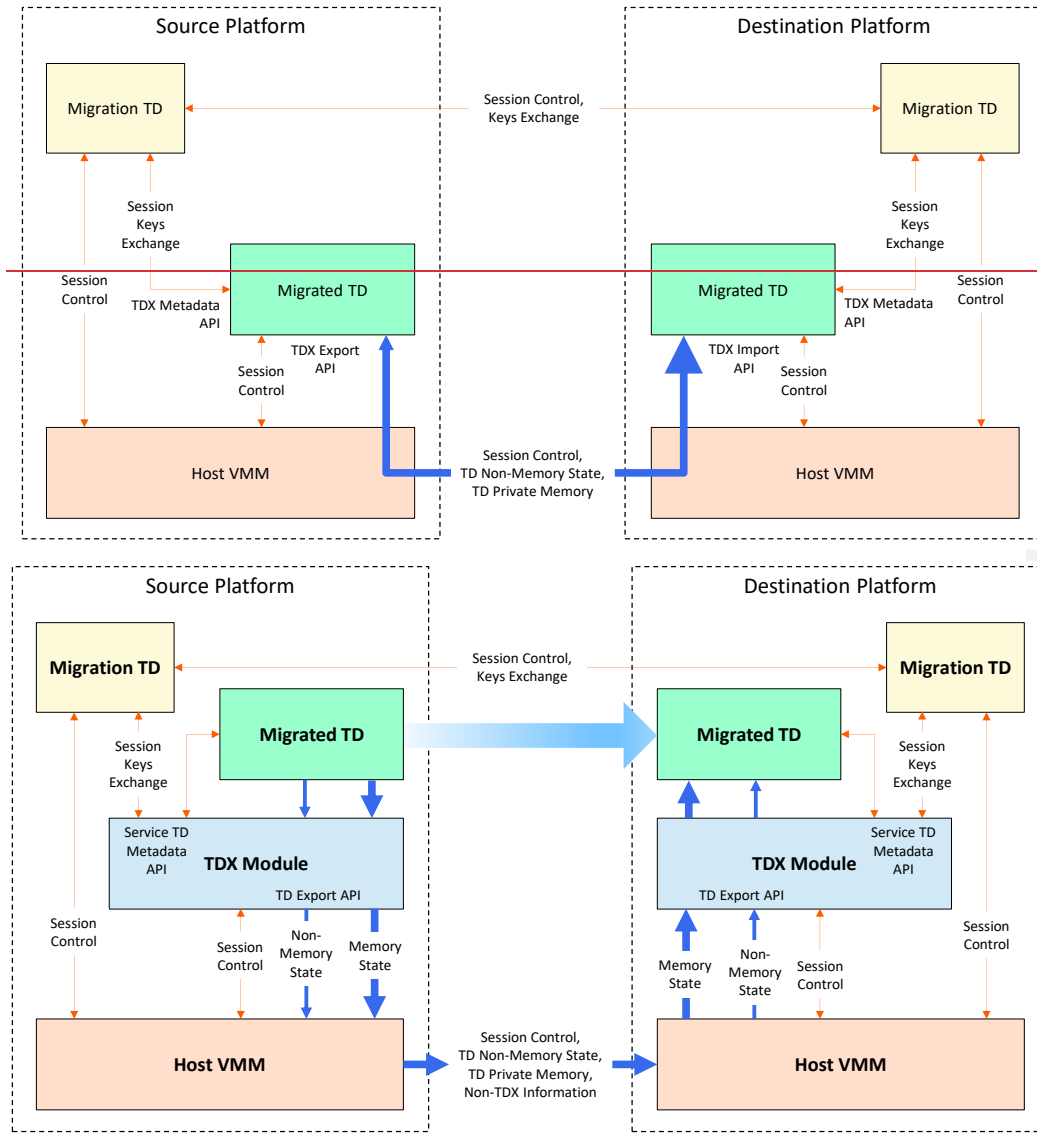 Source Platform
Destination Platform
Migration TD
Session Control,
Keys Exchange
Migration TD
Session
Keys
Exchange
Session
Keys
Exchange
Session
Control
Migrated TD
Migrated TD
Session
Control
TDX Metadata
API
TDX Metadata
API
TDX Export
API
TDX Import
API
Session
Control
Session
Control
Host VMM
Session Control,
TD Non-Memory State,
TD Private Memory
Host VMM
Source Platform
Destination Platform
Migration TD
Session Control,
Keys Exchange
Migration TD
Migrated TD
Migrated TD
Session
Keys
Exchange
Session
Keys
Exchange
Service TD
Metadata
API
TDX Module
TD Export API
Service TD
Metadata
API
TDX Module
TD Export API
Session
Control
Session
Control
Non-
Memory
State
Memory
State
Memory
State
Non-
Memory
State
Session
Control
Session
Control
Host VMM
Session Control,
TD Non-Memory State,
TD Private Memory,
Non-TDX Information
Host VMM